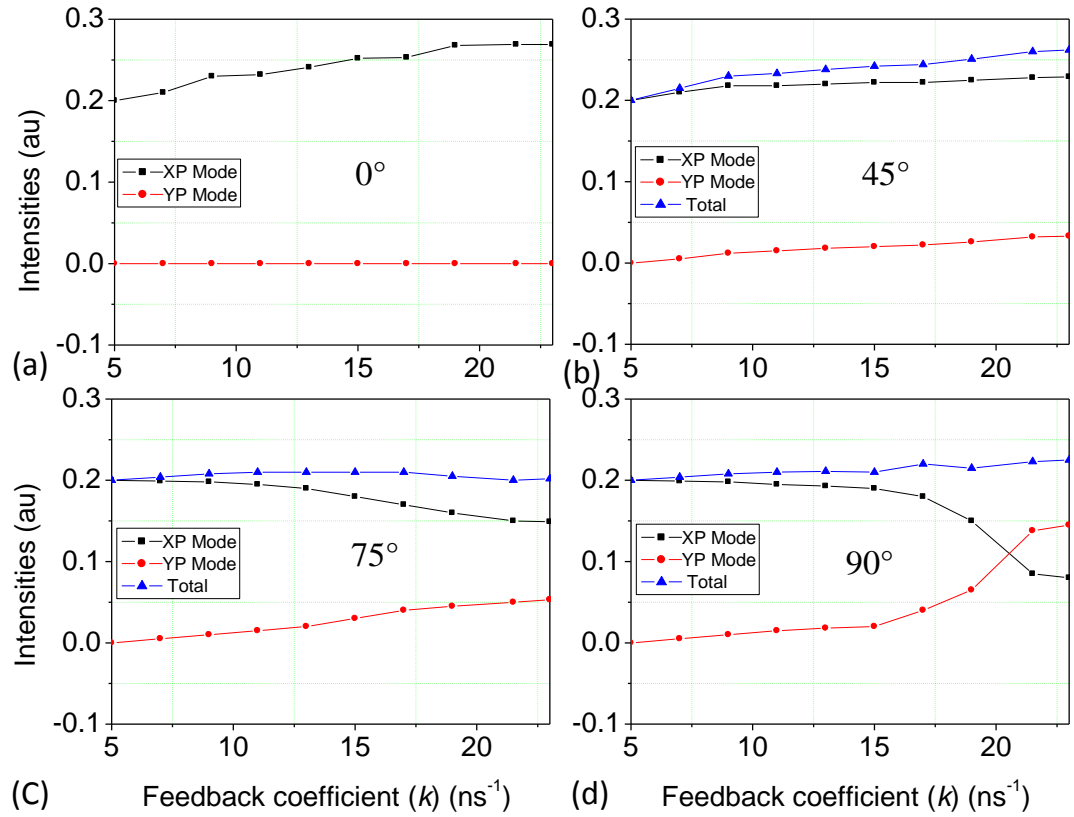 0.3
0.2
0.1
0.0
-0.1
Intensities (au)
XP Mode
YP Mode
0°
5
10
15
20
(a)
0.3
0.2
0.1
0.0
-0.1
XP Mode
YP Mode
Total
45°
5
10
15
20
(b)
0.3
0.2
0.1
0.0
-0.1
Intensities (au)
XP Mode
YP Mode
Total
75°
5
10
15
20
(C)
Feedback coefficient (k) (ns-1)
0.3
0.2
0.1
0.0
-0.1
XP Mode
YP Mode
Total
90°
5
10
15
20
(d)
Feedback coefficient (k) (ns-1)